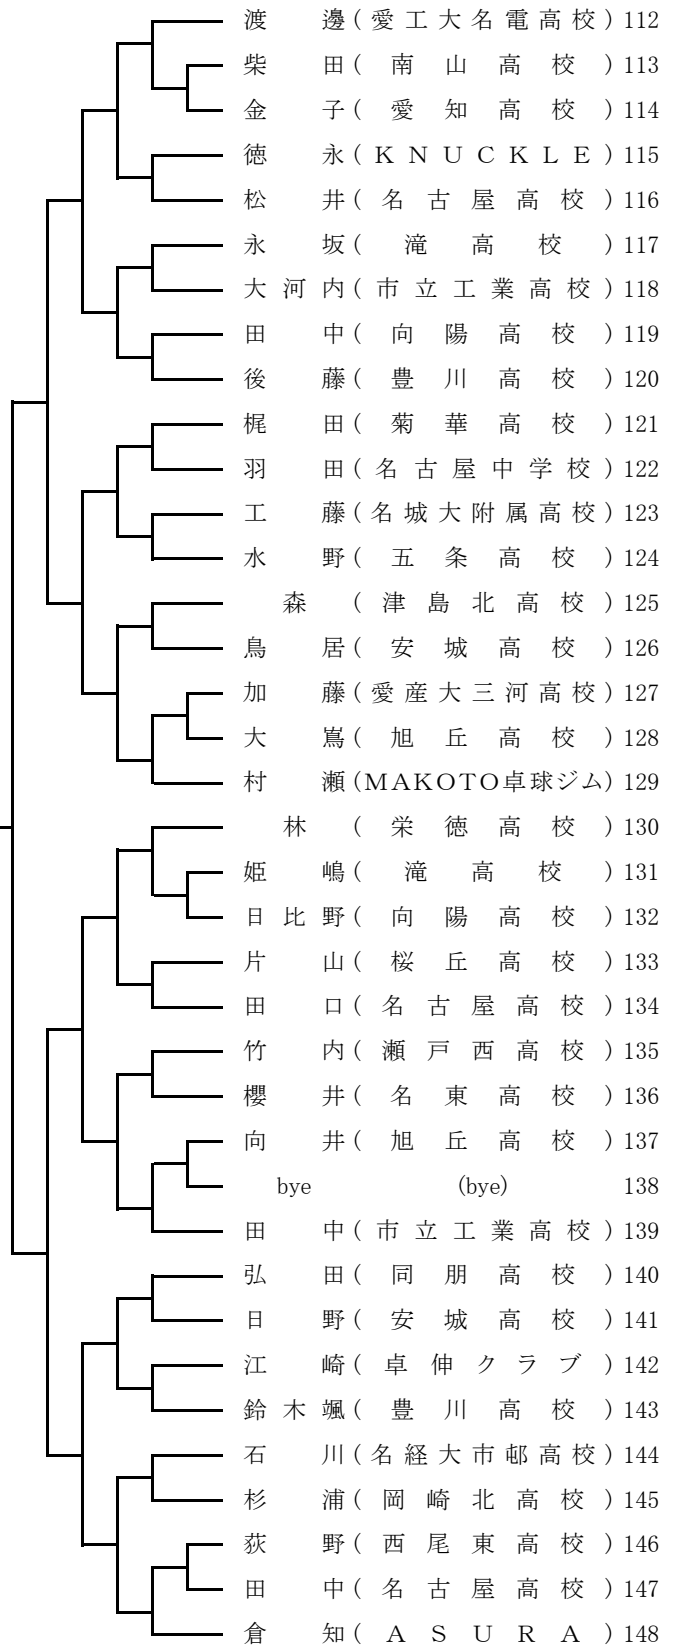 渡邊(愛工大名電高校)112
柴田(南山高校)113
金子(愛知高校)114
徳永(ＫＮＵＣＫＬＥ)115
松井(名古屋高校)116
永坂(滝高校)117
大河内(市立工業高校)118
田中(向陽高校)119
後藤(豊川高校)120
梶田(菊華高校)121
羽田(名古屋中学校)122
工藤(名城大附属高校)123
水野(五条高校)124
森(津島北高校)125
鳥居(安城高校)126
加藤(愛産大三河高校)127
大嶌(旭丘高校)128
村瀬(MAKOTO卓球ジム)129
林(栄徳高校)130
姫嶋(滝高校)131
日比野(向陽高校)132
片山(桜丘高校)133
田口(名古屋高校)134
竹内(瀬戸西高校)135
櫻井(名東高校)136
向井(旭丘高校)137
bye (bye) 138
田中(市立工業高校)139
弘田(同朋高校)140
日野(安城高校)141
江崎(卓伸クラブ)142
鈴木颯(豊川高校)143
石川(名経大市邨高校)144
杉浦(岡崎北高校)145
荻野(西尾東高校)146
田中(名古屋高校)147
倉知(ＡＳＵＲＡ)148